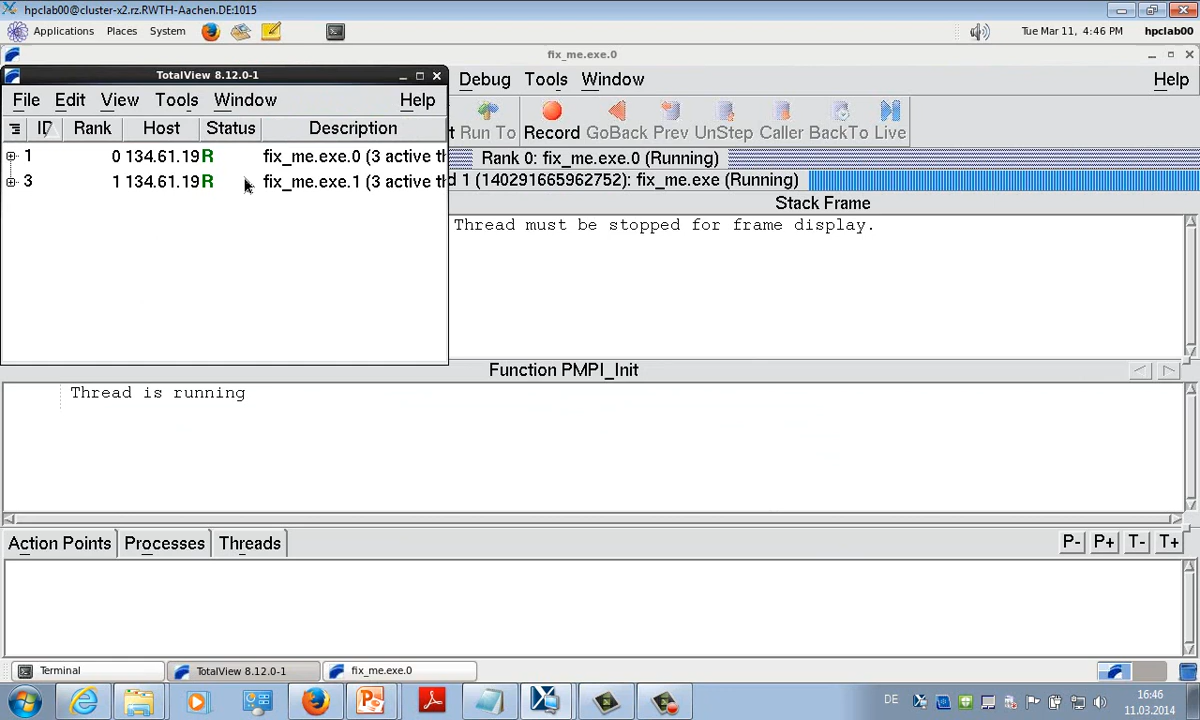 hpclab00@cluster-x2.rz.RWTH-Aachen.DE:1015
Applications Places System Tue Mar 11, 4:46 PM hpclab00
fix_me.exe.0
TotalView 8.12.0-1
Debug Tools Window Help
File Edit View Tools Window Help
t Run To Record GoBack Prev UnStep Caller BackTo Live
ID Rank Host Status Description
1 0 134.61.19 R fix_me.exe.0 (3 active th
3 1 134.61.19 R fix_me.exe.1 (3 active th
Rank 0: fix_me.exe.0 (Running)
d 1 (140291665962752): fix_me.exe (Running)
Stack Frame
Thread must be stopped for frame display.
Function PMPI_Init
Thread is running
Action Points Processes Threads P- P+ T- T+
Terminal TotalView 8.12.0-1 fix_me.exe.0
DE 16:46
11.03.2014